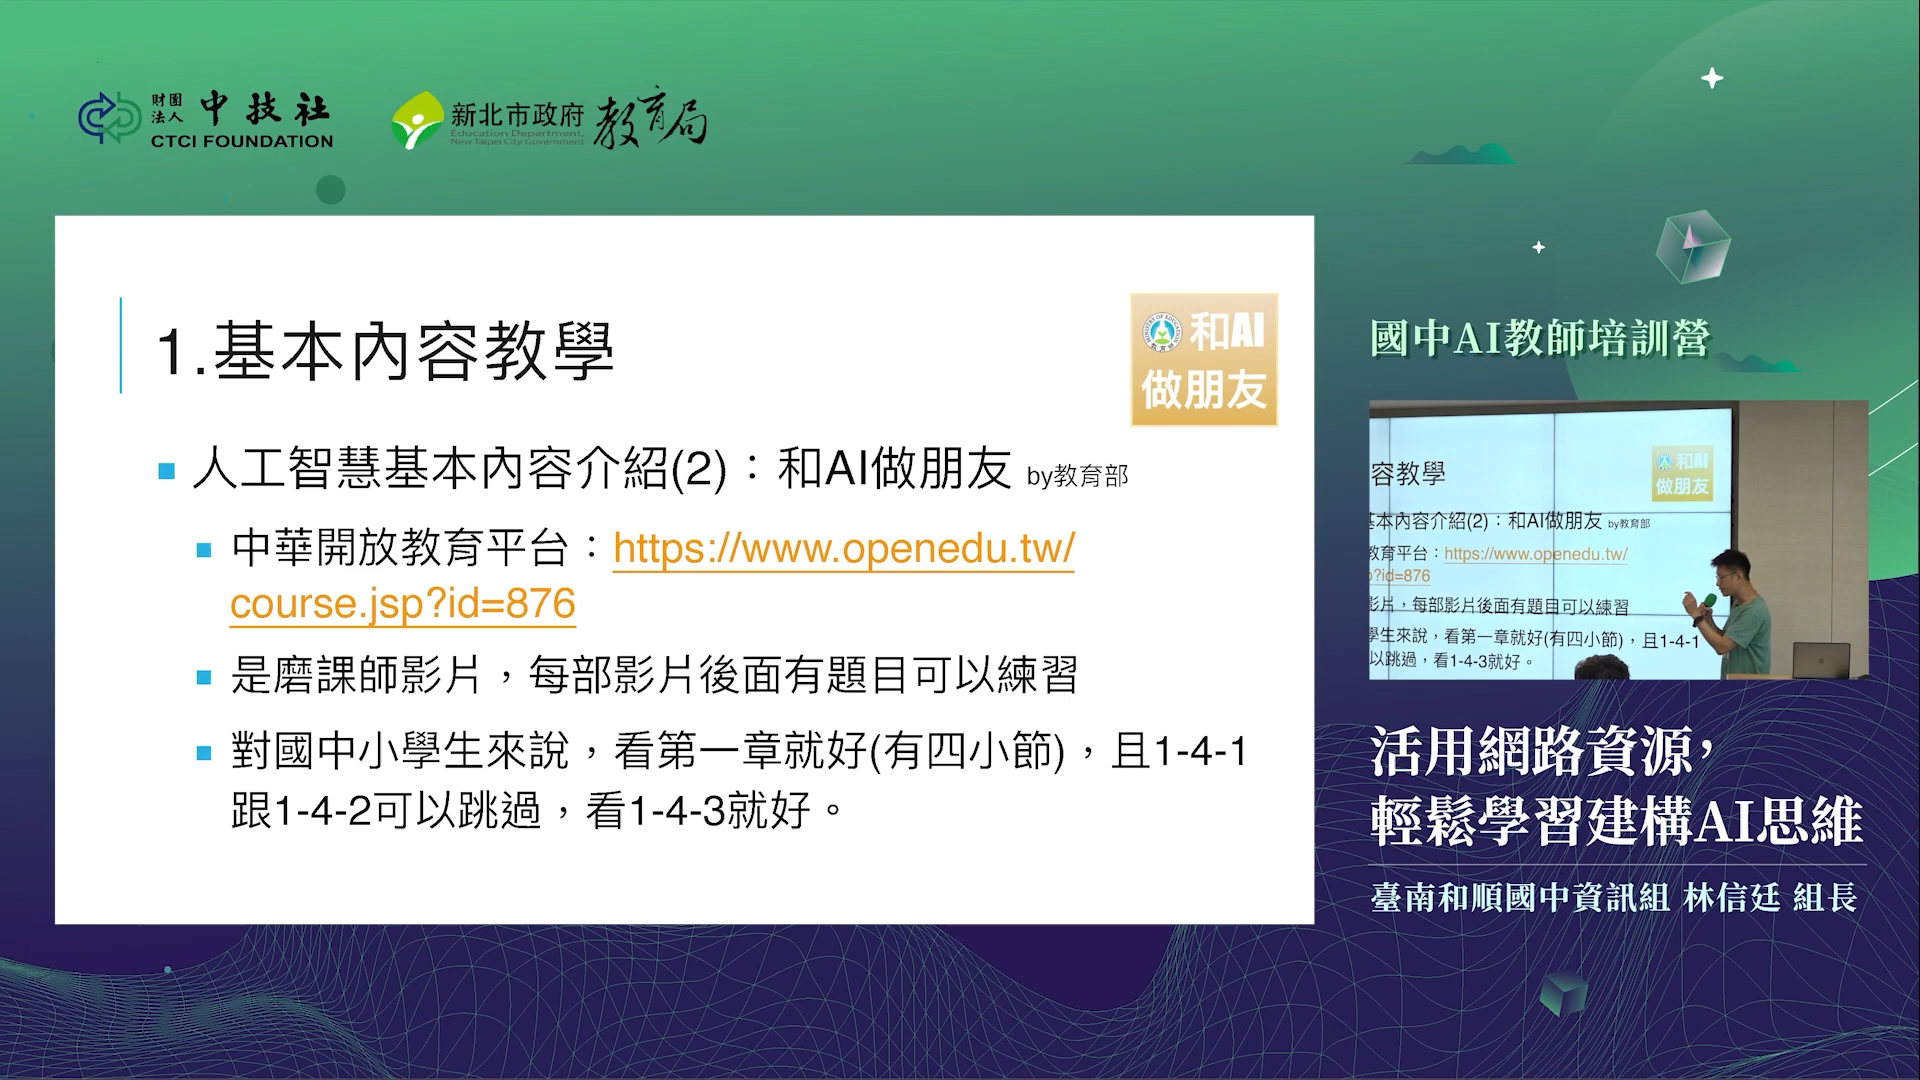 財團法人 中技社
CTCI FOUNDATION
新北市政府 教育局
Education Department,
New Taipei City Government
1.基本內容教學
和AI
做朋友
人工智慧基本內容介紹(2)：和AI做朋友 by教育部
中華開放教育平台：https://www.openedu.tw/
course.jsp?id=876
是磨課師影片，每部影片後面有題目可以練習
對國中小學生來說，看第一章就好(有四小節)，且1-4-1
跟1-4-2可以跳過，看1-4-3就好。
國中AI教師培訓營
容教學
和AI
做朋友
基本內容介紹(2)：和AI做朋友 by教育部
教育平台：https://www.openedu.tw/
?id=876
影片，每部影片後面有題目可以練習
學生來說，看第一章就好(有四小節)，且1-4-1
以跳過，看1-4-3就好。
活用網路資源，
輕鬆學習建構AI思維
臺南和順國中資訊組 林信廷 組長